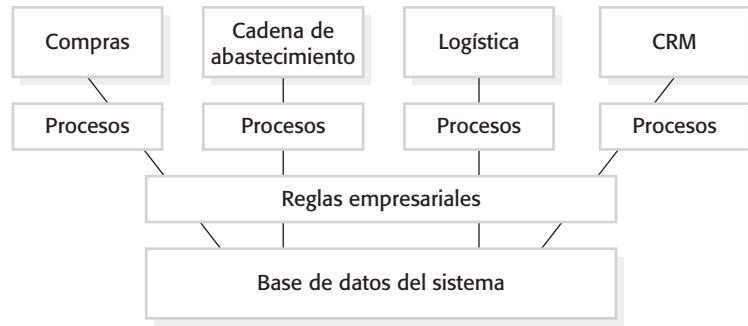 Compras
Cadena de
abastecimiento
Logística
CRM
Procesos
Procesos
Procesos
Procesos
Reglas empresariales
Base de datos del sistema